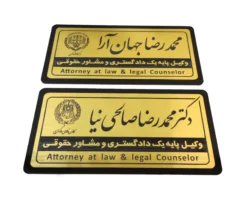 محمدرضا جهان آرا
وکیل پایه یک دادگستری و مشاور حقوقی
Attorney at law & legal Counselor
دکتر محمدرضا صالحی نیا
وکیل پایه یک دادگستری و مشاور حقوقی
Attorney at law & legal Counselor